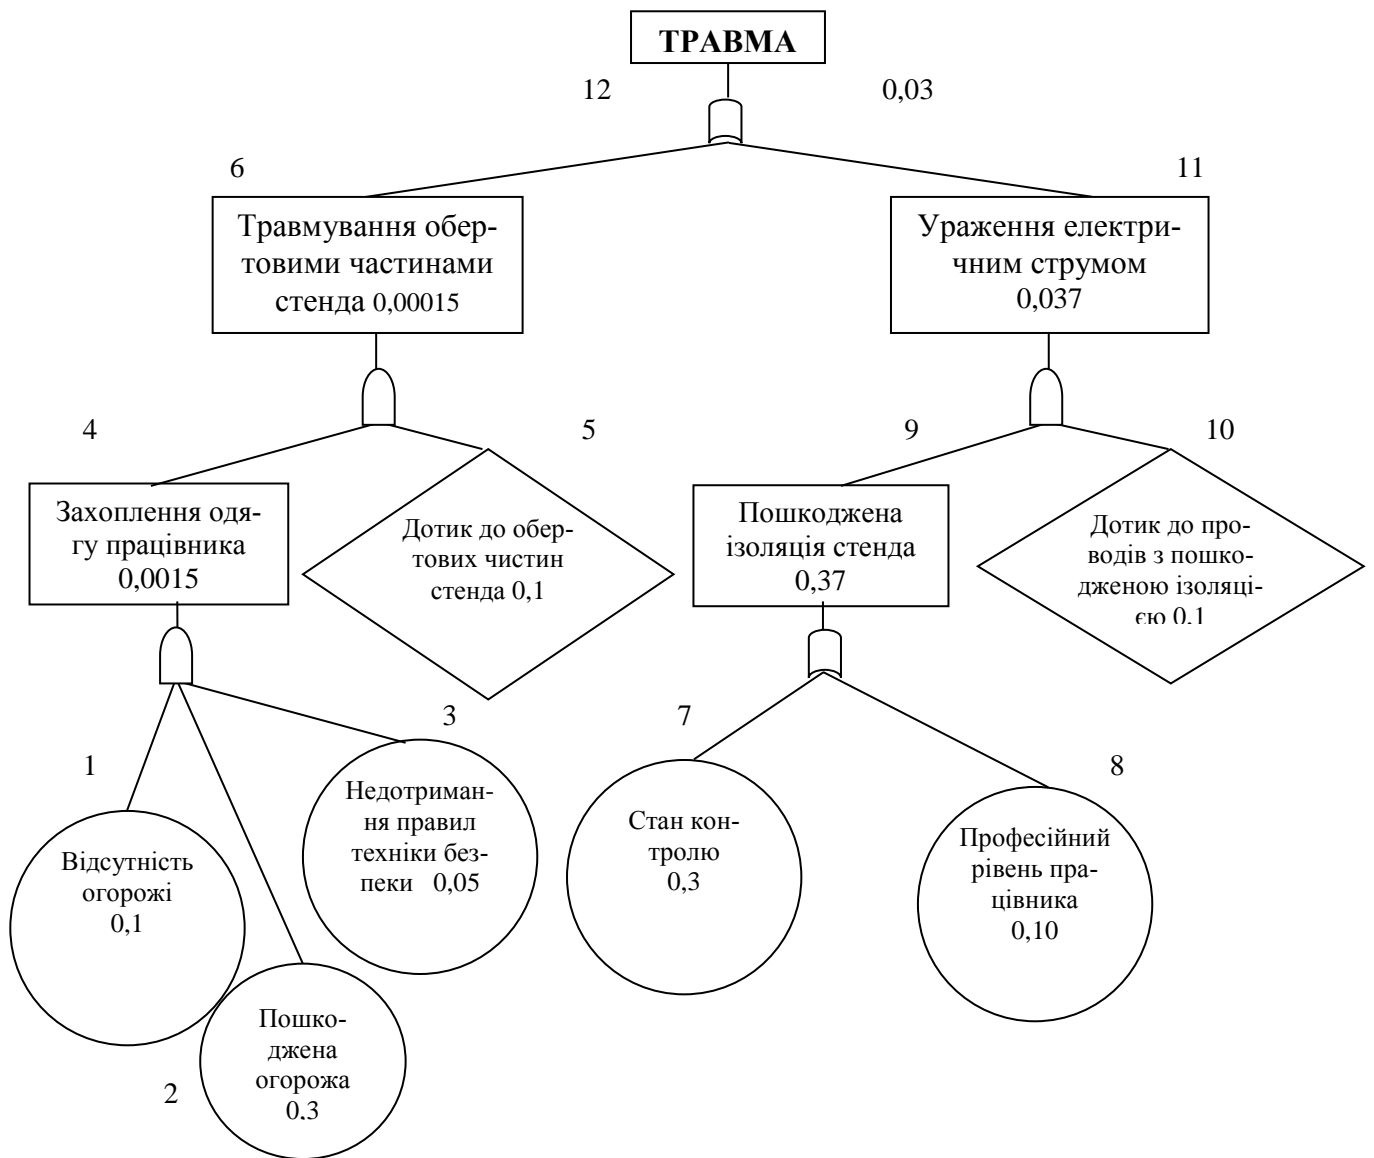 ТРАВМА
12
0,03
6
11
Травмування обер-
товими частинами
стенда 0,00015
Ураження електри-
чним струмом
0,037
4
5
9
10
Захоплення одя-
гу працівника
0,0015
Дотик до обер-
тових чистин
стенда 0,1
Пошкоджена
ізоляція стенда
0,37
Дотик до про-
водів з пошко-
дженою ізоляці-
єю 0,1
3
7
1
8
Недотриман-
ня правил
техніки без-
пеки 0,05
Стан кон-
тролю
0,3
Професійний
рівень пра-
цівника
0,10
Відсутність
огорожі
0,1
Пошко-
джена
огорожа
0,3
2